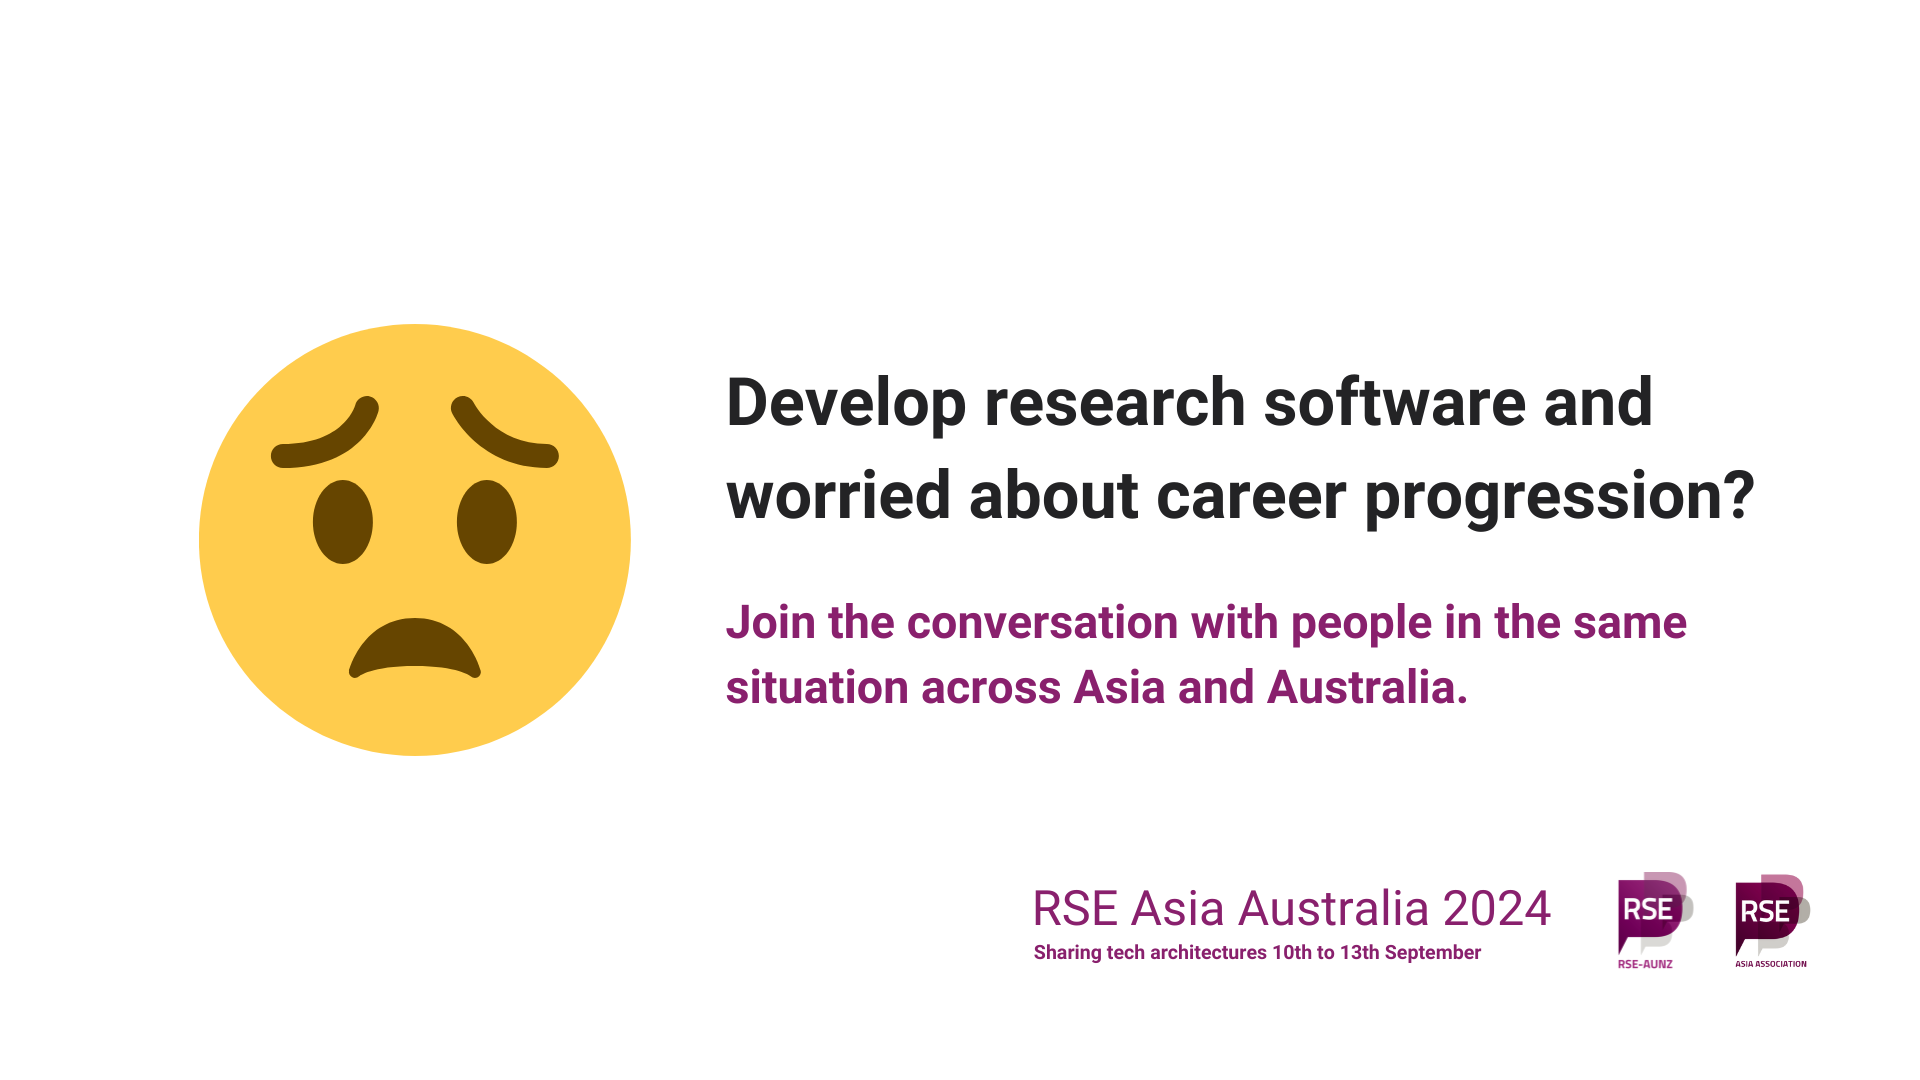 Develop research software and
worried about career progression?
Join the conversation with people in the same
situation across Asia and Australia.
RSE Asia Australia 2024
Sharing tech architectures 10th to 13th September
RSE
RSE-AUNZ
RSE
ASIA ASSOCIATION